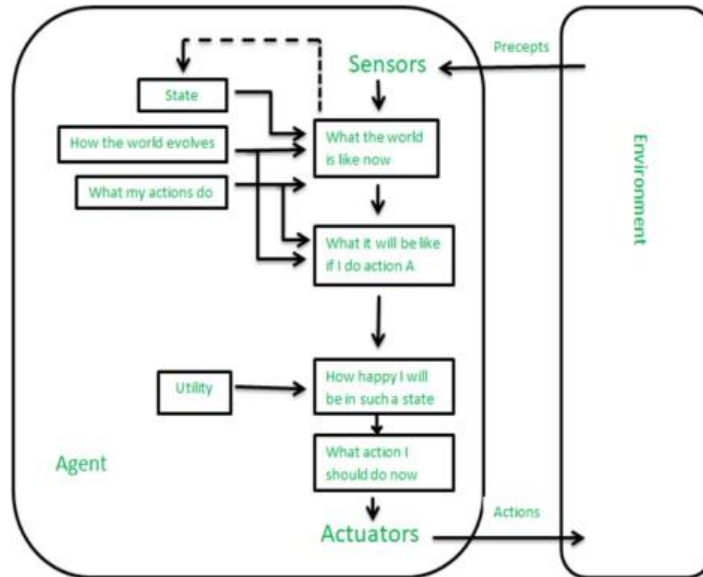 Precepts
Sensors
State
How the world evolves
What the world
is like now
What my actions do
What it will be like
if I do action A
Environment
Utility
How happy I will
be in such a state
What action I
should do now
Agent
Actions
Actuators